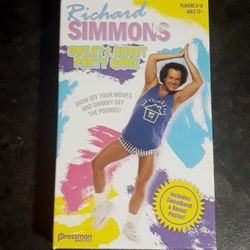 PLAYERS 2-8
AGES 12+
Richard
SIMMONS
SWEAT & SHOUT
PARTY GAME
SHOW OFF YOUR MOVES
AND SHIMMY OFF
THE POUNDS!
Includes
Sweatband
& Bonus
Poster!
pressman